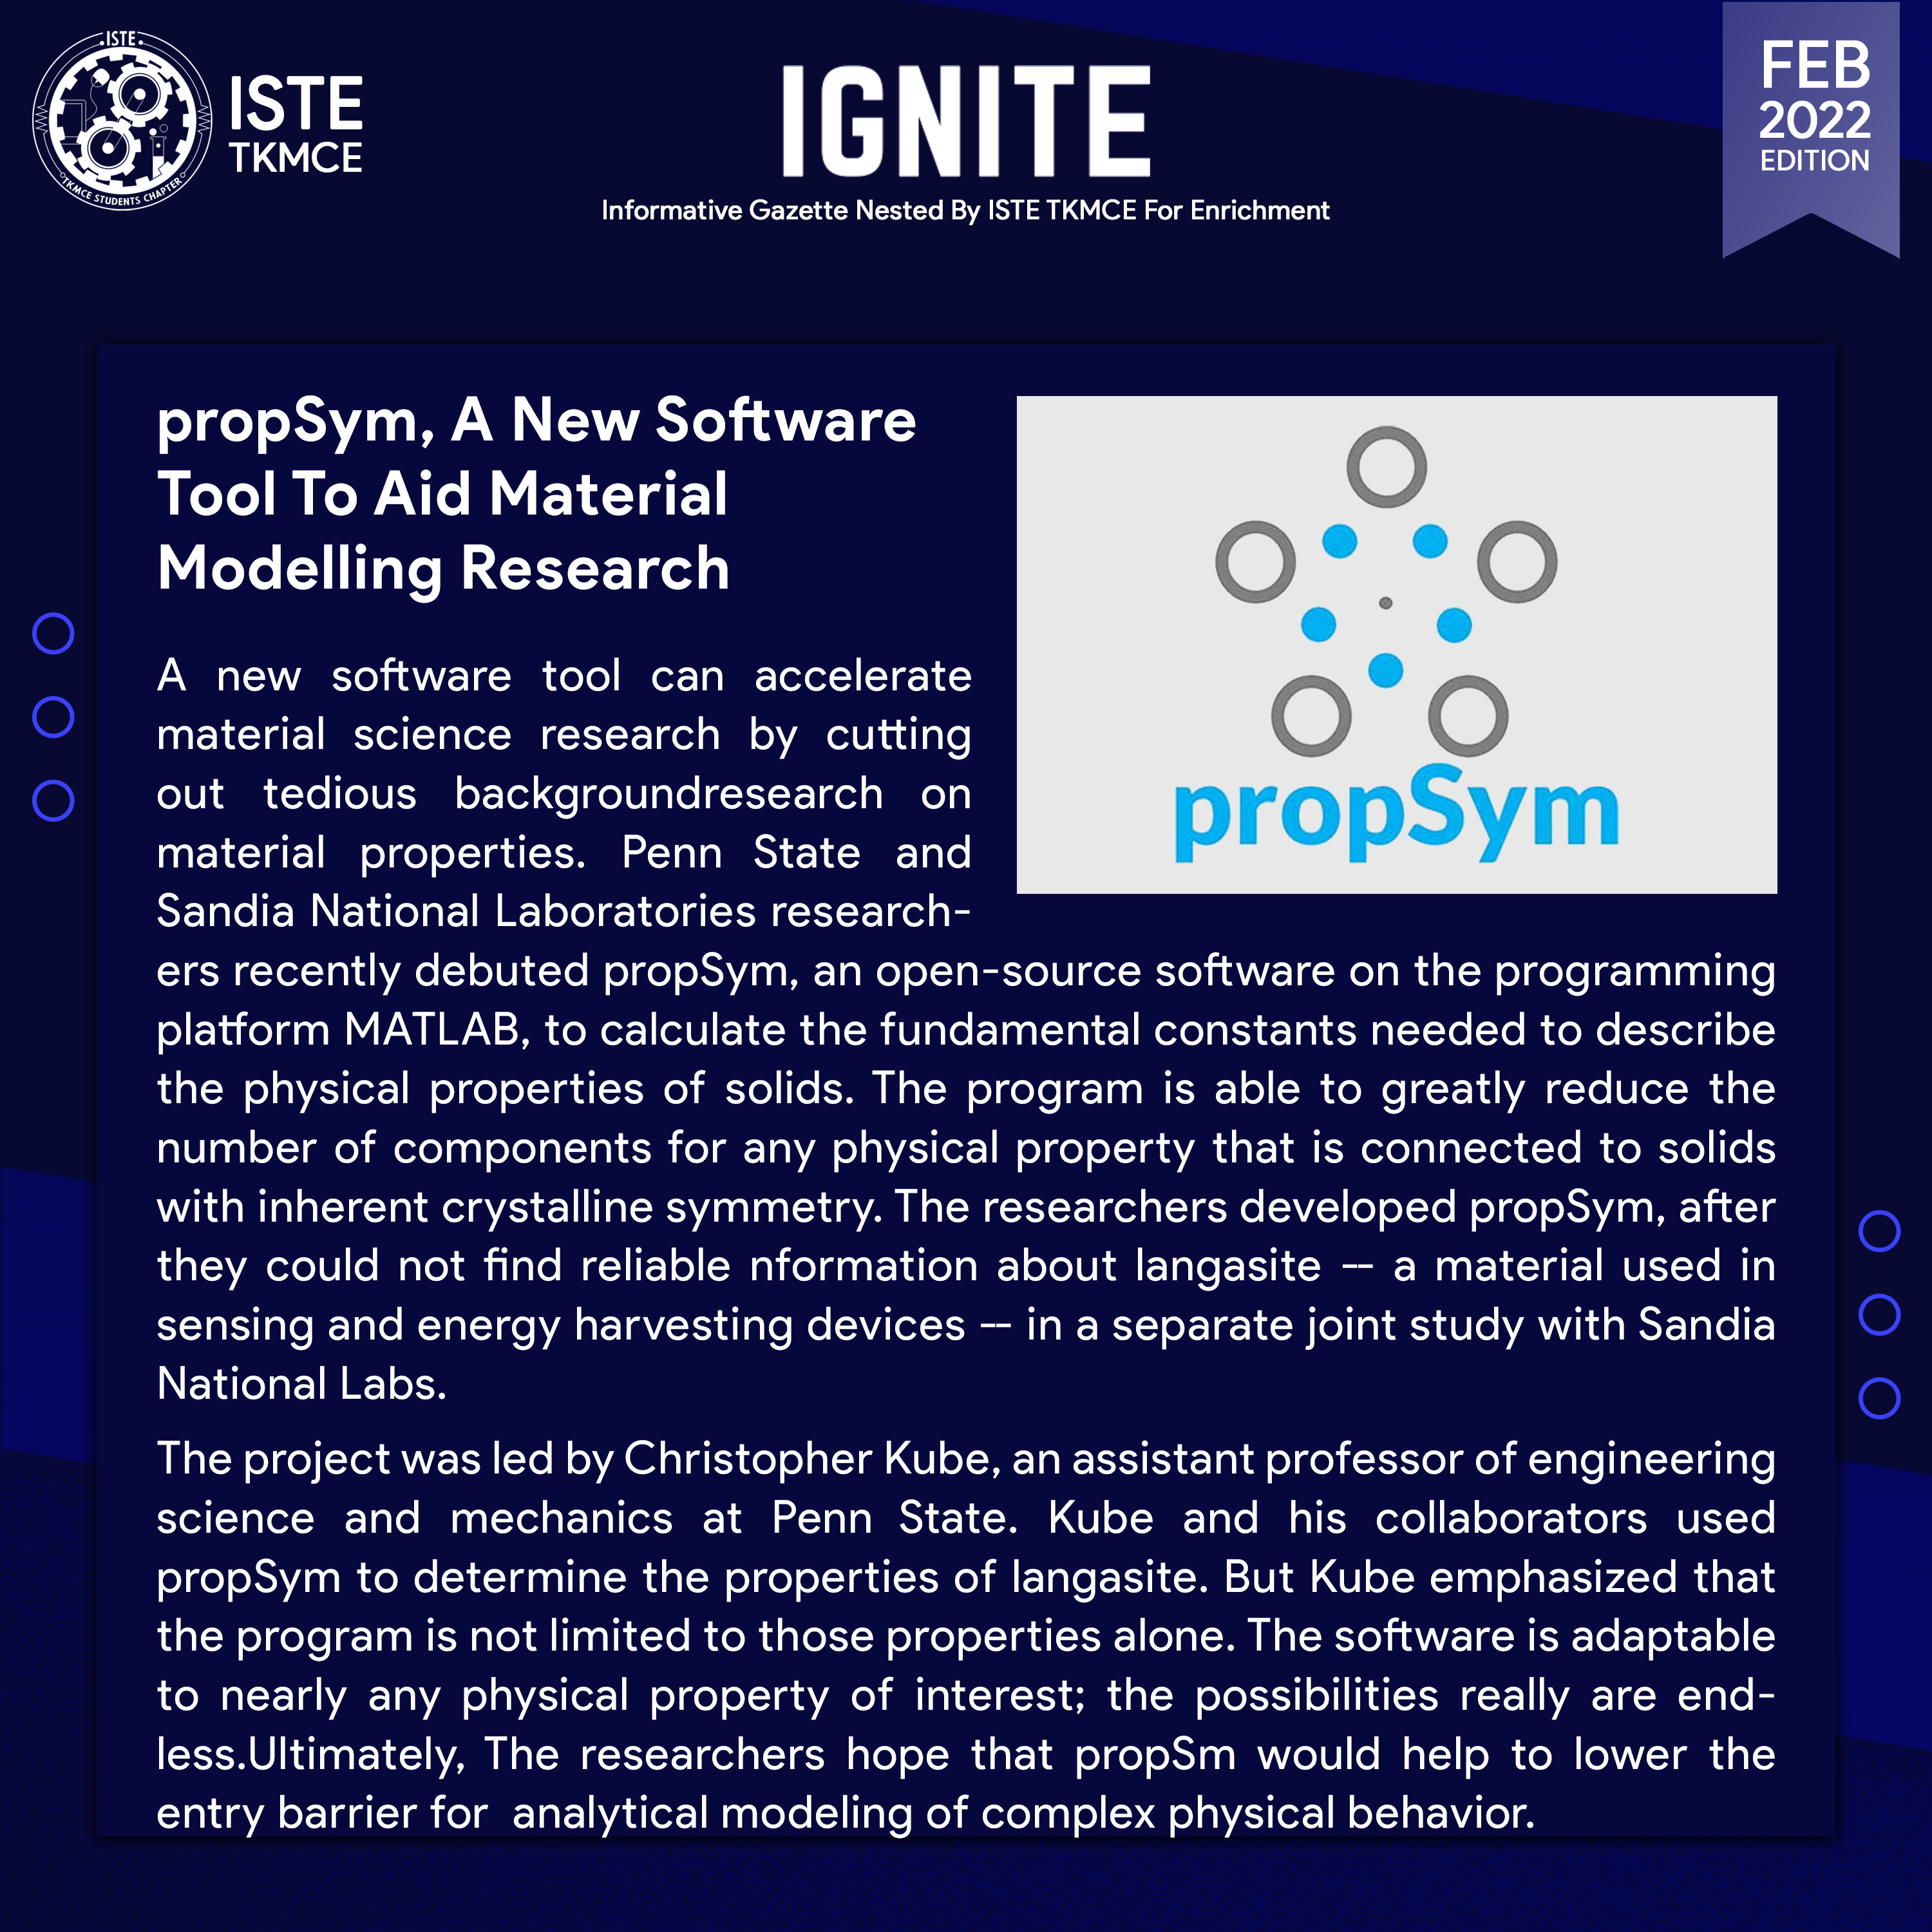 ISTE
TKMCE STUDENTS CHAPTER
ISTE
TKMCE
IGNITE
Informative Gazette Nested By ISTE TKMCE For Enrichment
FEB
2022
EDITION
propSym, A New Software
Tool To Aid Material
Modelling Research
propSym
A new software tool can accelerate
material science research by cutting
out tedious backgroundresearch on
material properties. Penn State and
Sandia National Laboratories research-
ers recently debuted propSym, an open-source software on the programming
platform MATLAB, to calculate the fundamental constants needed to describe
the physical properties of solids. The program is able to greatly reduce the
number of components for any physical property that is connected to solids
with inherent crystalline symmetry. The researchers developed propSym, after
they could not find reliable nformation about langasite -- a material used in
sensing and energy harvesting devices -- in a separate joint study with Sandia
National Labs.
The project was led by Christopher Kube, an assistant professor of engineering
science and mechanics at Penn State. Kube and his collaborators used
propSym to determine the properties of langasite. But Kube emphasized that
the program is not limited to those properties alone. The software is adaptable
to nearly any physical property of interest; the possibilities really are end-
less.Ultimately, The researchers hope that propSm would help to lower the
entry barrier for  analytical modeling of complex physical behavior.